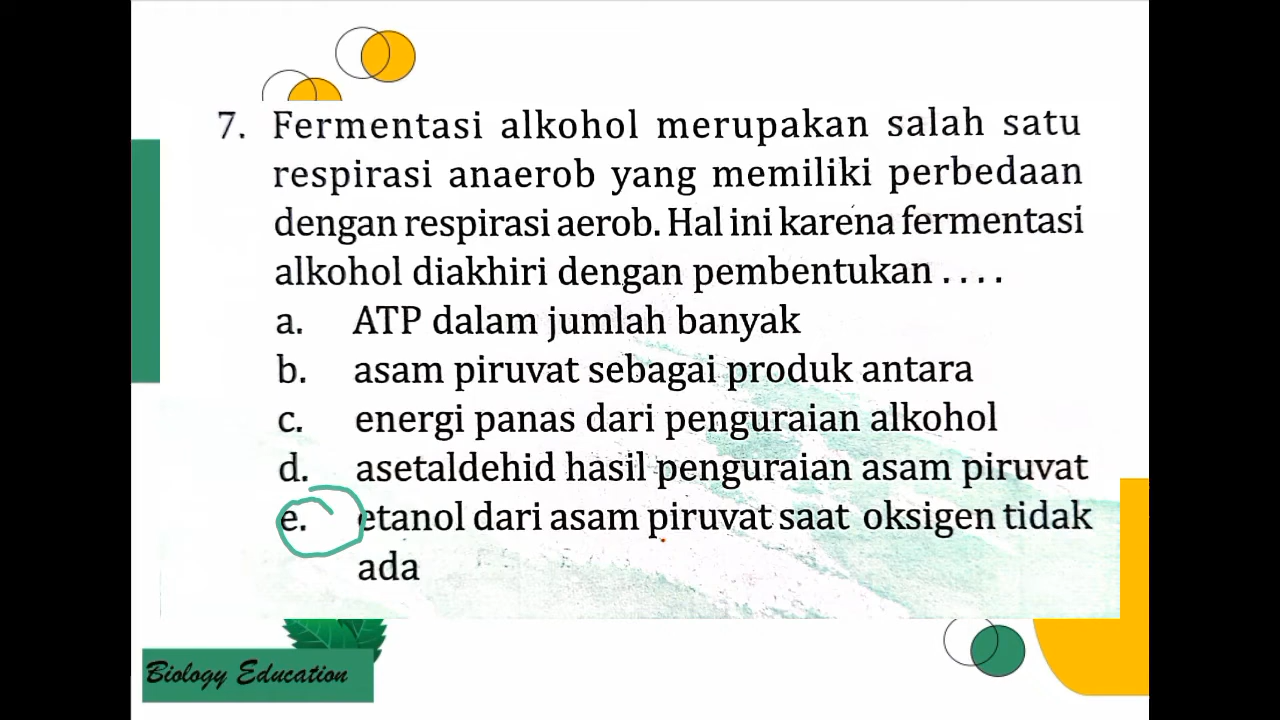 7. Fermentasi alkohol merupakan salah satu
respirasi anaerob yang memiliki perbedaan
dengan respirasi aerob. Hal ini karena fermentasi
alkohol diakhiri dengan pembentukan . . . .
a. ATP dalam jumlah banyak
b. asam piruvat sebagai produk antara
c. energi panas dari penguraian alkohol
d. asetaldehid hasil penguraian asam piruvat
e. etanol dari asam piruvat saat oksigen tidak
ada
Biology Education